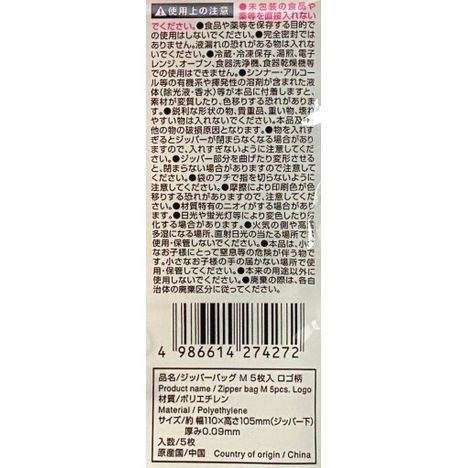 ⚠使用上の注意 ●未包装の食品や
薬等を直接入れない
でください。●食品や薬等を保存する目的で
の使用はしないでください。●完全密封では
ありません。液漏れの恐れがある物は入れな
いでください。●冷蔵・冷凍保存、湯煎、電子
レンジ、オーブン、食器洗浄機、食器乾燥機等
での使用はできません。●シンナー・アルコー
ル等の有機系や揮発性の溶剤が含まれた液
体(除光液・香水)等が本品に付着しますと、
素材が変質したり、色移りする恐れがありま
す。●鋭利な形状の物、貴重品、重い物、壊れ
やすい物は入れないでください。本品及び
他の物の破損原因となります。●物を入れす
ぎるとジッパーが閉まらなくなる場合があり
ますので、入れすぎないように注意してくださ
い。●ジッパー部分を曲げたり変形させる
と、閉まらない場合がありますので注意して
ください。●袋のフチで指を切らないように
注意してください。●摩擦により印刷色が色
移りする恐れがありますので、注意してくださ
い。●材質特有のニオイがする場合がありま
す。●日光や蛍光灯等により変色したり劣
化する場合があります。●火気の側や高温
多湿になる場所、直射日光の当たる場所での
使用・保管しないでください。●本品は、小さ
なお子様にとって窒息等の危険が伴う物で
す。小さなお子様の手の届かない場所で使
用・保管してください。●本来の用途以外に
使用しないでください。●廃棄の際は、各自
治体の廃棄区分に従ってください。
4 986614 274272
品名/ジッパーバッグ M 5枚入 ロゴ柄
Product name / Zipper bag M 5pcs. Logo
材質/ポリエチレン
Material / Polyethylene
サイズ/約 幅110×高さ105mm(ジッパー下)
厚み0.09mm
入数/5枚
原産国/中国 Country of origin / China